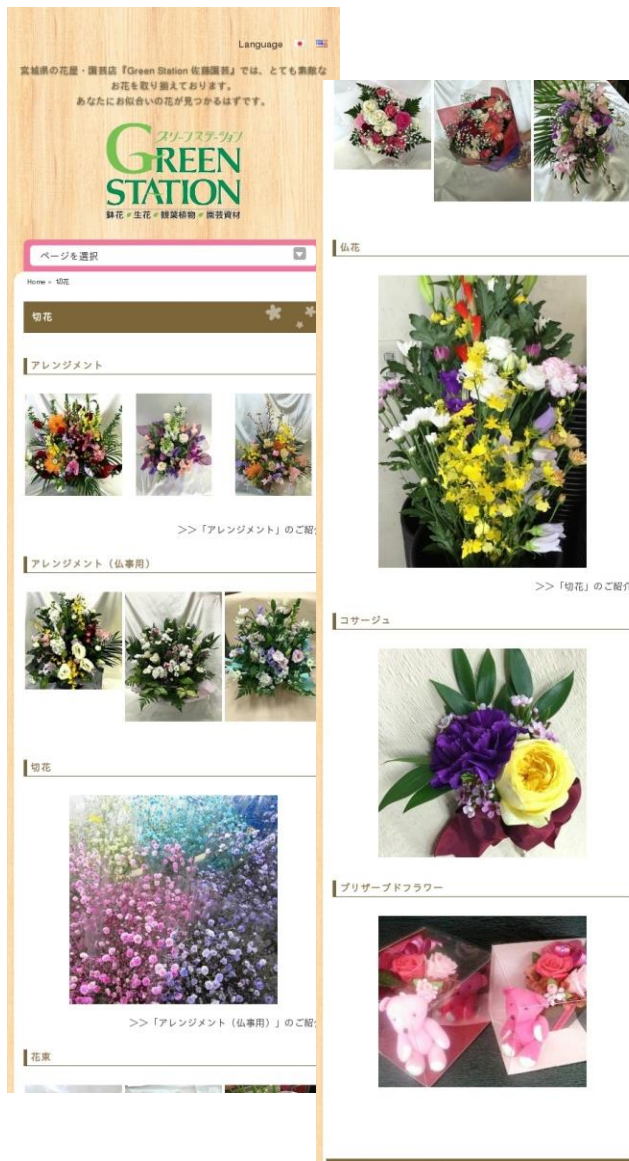 Language
宮城県の花屋・園芸店『Green Station 佐藤園芸』では、とても素敵な
お花を取り揃えております。
あなたにお似合いの花が見つかるはずです。
グリーンステーション
GREEN
STATION
鉢花 生花 観葉植物 園芸資材
ページを選択
Home » 切花
切花
アレンジメント
>>「アレンジメント」のご紹
アレンジメント（仏事用）
切花
>>「アレンジメント（仏事用）」のご紹
花束
仏花
>>「切花」のご紹介
コサージュ
プリザーブドフラワー